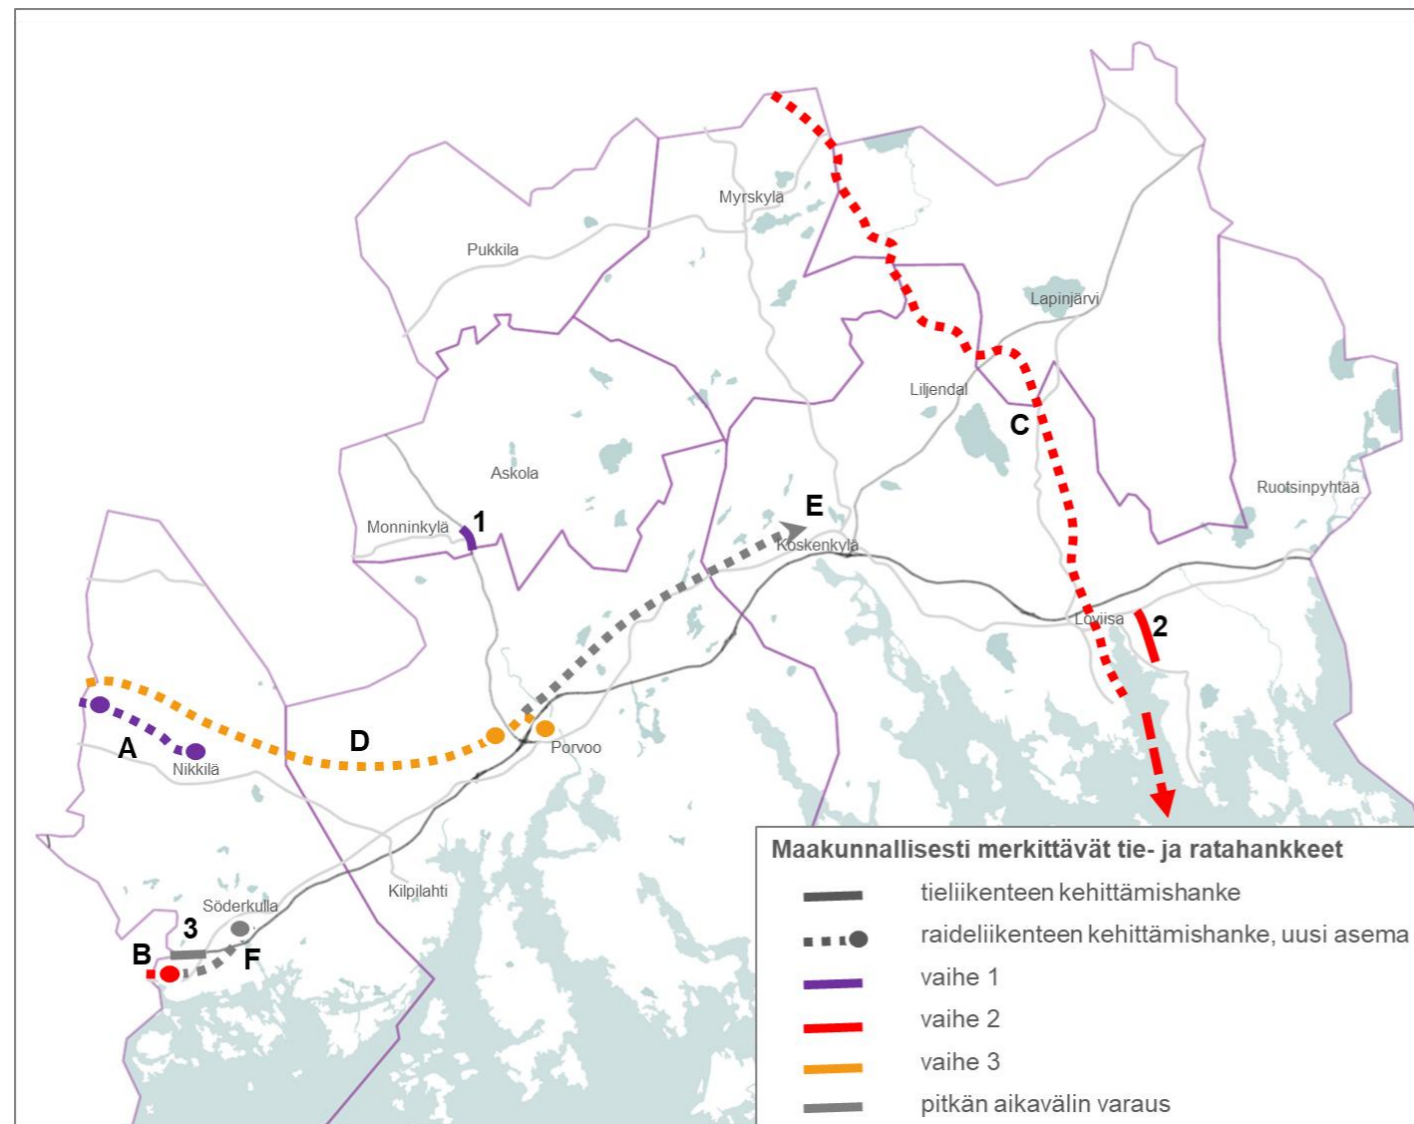 Myrskylä
Pukkila
Lapinjärvi
Liljendal
C
Askola
Ruotsinpyhtää
Monninkylä
1
E
Koskenkylä
Loviisa
2
D
A
Nikkilä
Porvoo
Kilpilahti
Söderkulla
3
B
F
Maakunnallisesti merkittävät tie- ja ratahankkeet
tieliikenteen kehittämishanke
raideliikenteen kehittämishanke, uusi asema
vaihe 1
vaihe 2
vaihe 3
pitkän aikavälin varaus